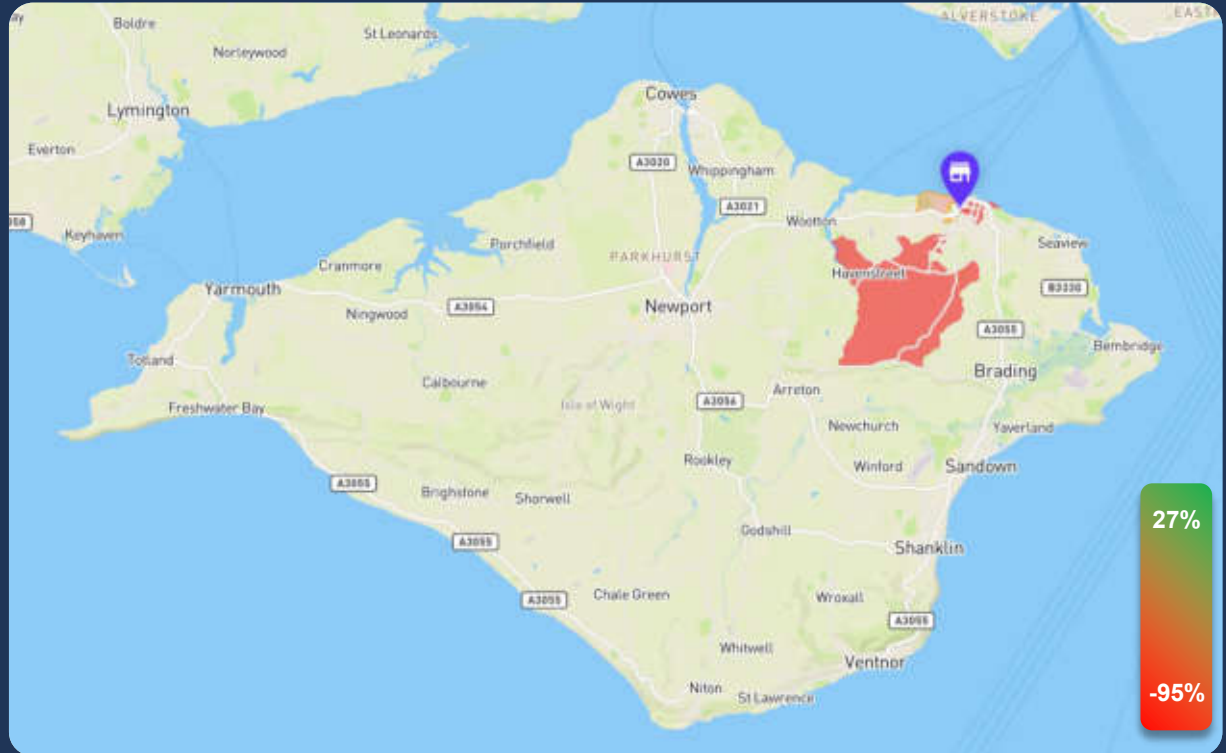 ALVERSTOKE
Boldre
St Leonards
Norleywood
Cowes
Lymington
Everton
A3020
Whippingham
A3021
Wootton
Keyhaven
Porchfield
Seaview
PARKHURST
Cranmore
Havenstreet
Yarmouth
B3330
A3054
Newport
Ningwood
A3055
Bembridge
Totland
Brading
Calbourne
Arreton
A3056
Isle of Wight
Freshwater Bay
Newchurch
Yaverland
Rookley
Winford
Sandown
A3055
Brighstone
Shorwell
27%
Godshill
A3055
Shanklin
Chale Green
Wroxall
A3055
A3055
Whitwell
Ventnor
Niton
St Lawrence
-95%